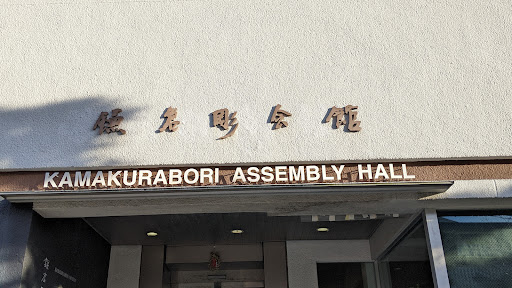 鎌倉彫会館
KAMAKURABORI ASSEMBLY HALL